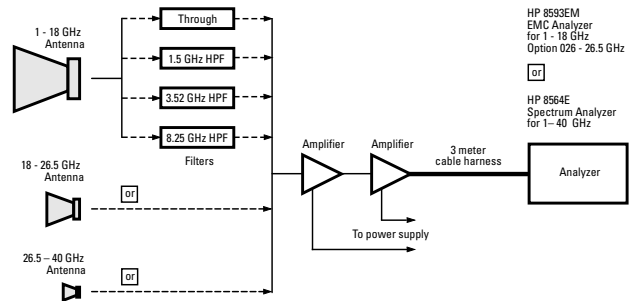 1 - 18 GHz
Antenna
Through
1.5 GHz HPF
3.52 GHz HPF
8.25 GHz HPF
Filters
18 - 26.5 GHz
Antenna
or
26.5 – 40 GHz
Antenna
or
Amplifier
Amplifier
To power supply
3 meter
cable harness
HP 8593EM
EMC Analyzer
for 1 - 18 GHz
Option 026 - 26.5 GHz
or
HP 8564E
Spectrum Analyzer
for 1– 40 GHz
Analyzer